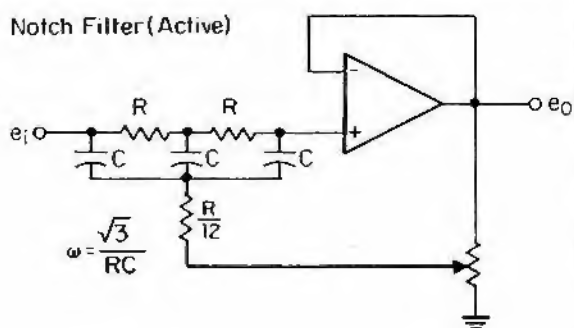 Notch Filter (Active)
R
R
e_i
C
C
C
-
+
e_o
R/12
ω = √3/RC